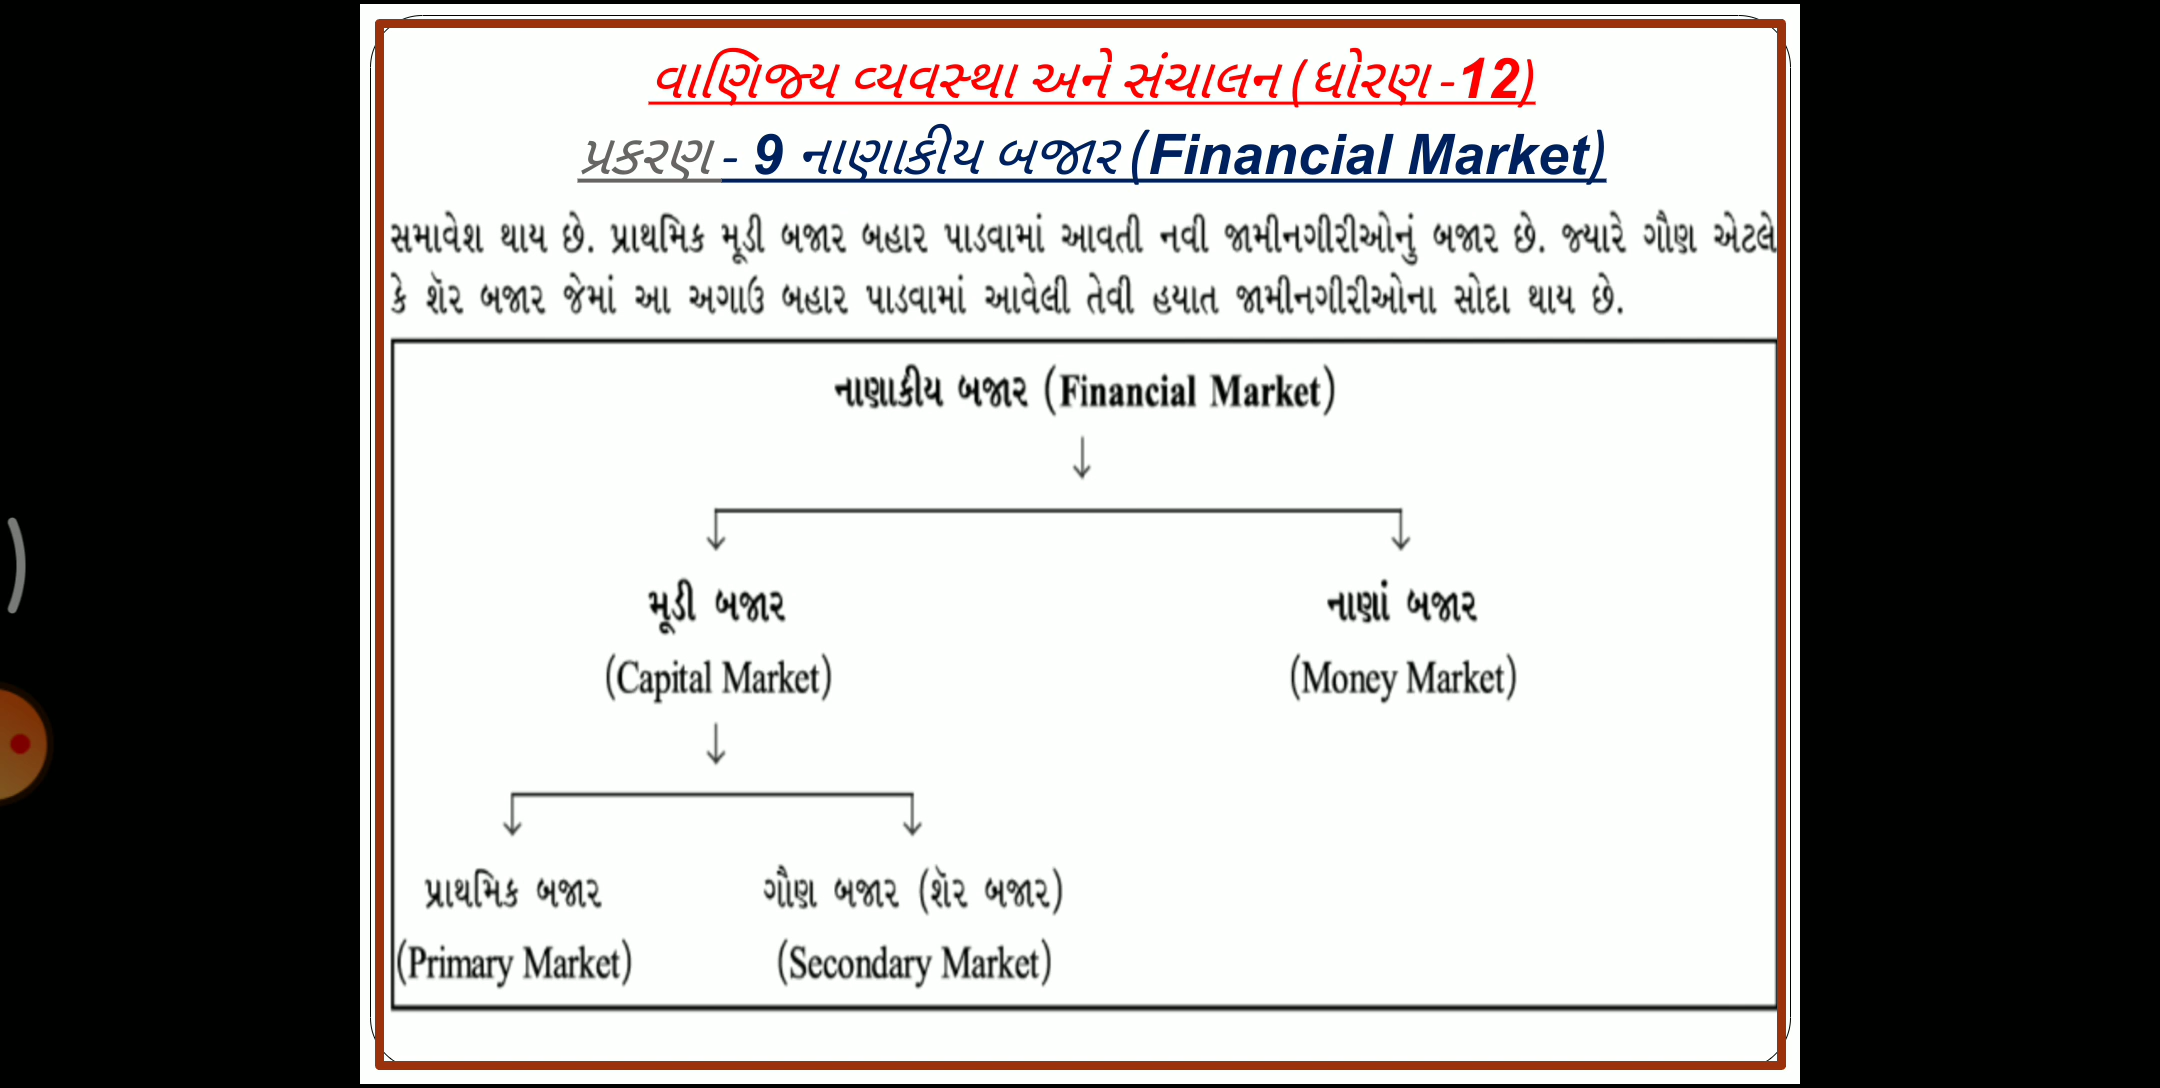 વાણિજ્ય વ્યવસ્થા અને સંચાલન (ધોરણ -12)
પ્રકરણ - 9 નાણાકીય બજાર (Financial Market)
સમાવેશ થાય છે. પ્રાથમિક મૂડી બજાર બહાર પાડવામાં આવતી નવી જામીનગીરીઓનું બજાર છે. જ્યારે ગૌણ એટલે
કે શૅર બજાર જેમાં આ અગાઉ બહાર પાડવામાં આવેલી તેવી હયાત જામીનગીરીઓના સોદા થાય છે.
નાણાકીય બજાર (Financial Market)
મૂડી બજાર નાણાં બજાર
(Capital Market) (Money Market)
પ્રાથમિક બજાર ગૌણ બજાર (શૅર બજાર)
(Primary Market) (Secondary Market)